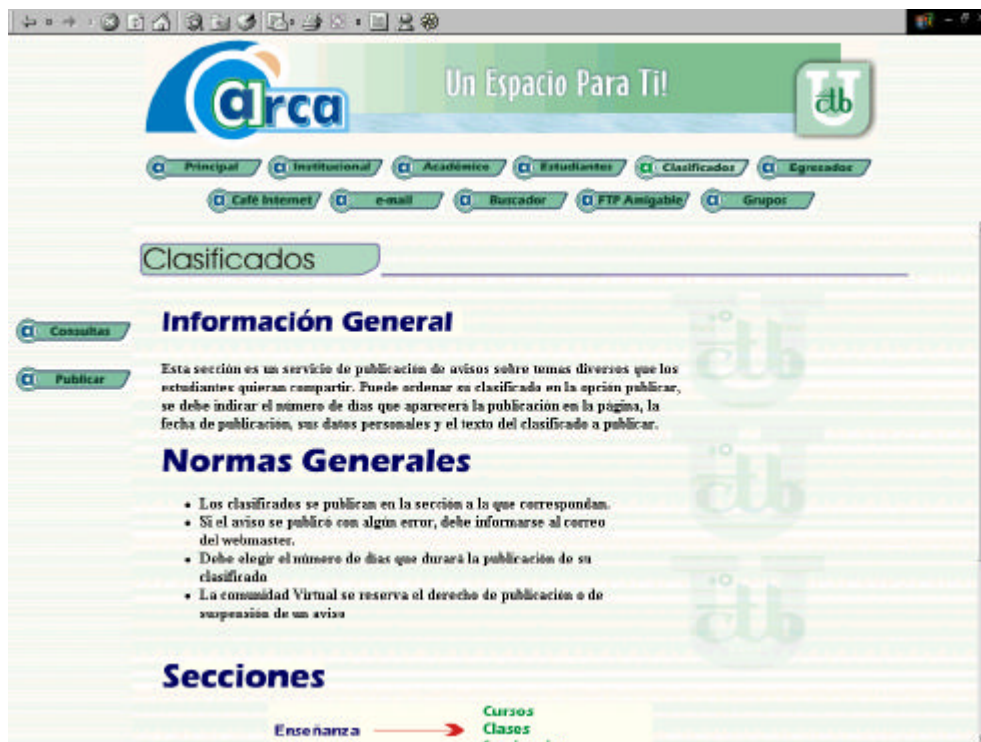 arca
Un Espacio Para Ti!
U
ctb
Principal Institucional Académico Estudiantes Clasificados Egresados
Café Internet e-mail Buscador FTP Amigable Grupos
Clasificados
Información General
Consultas
Publicar
Esta sección es un servicio de publicación de avisos sobre temas diversos que los
estudiantes quieran compartir. Puede ordenar su clasificado en la opción publicar,
se debe indicar el número de días que aparecerá la publicación en la página, la
fecha de publicación, sus datos personales y el texto del clasificado a publicar.
Normas Generales
• Los clasificados se publican en la sección a la que correspondan.
• Si el aviso se publicó con algún error, debe informarse al correo
del webmaster.
• Debe elegir el número de días que durará la publicación de su
clasificado
• La comunidad Virtual se reserva el derecho de publicación o de
suspensión de un aviso
Secciones
Enseñanza
Cursos
Clases